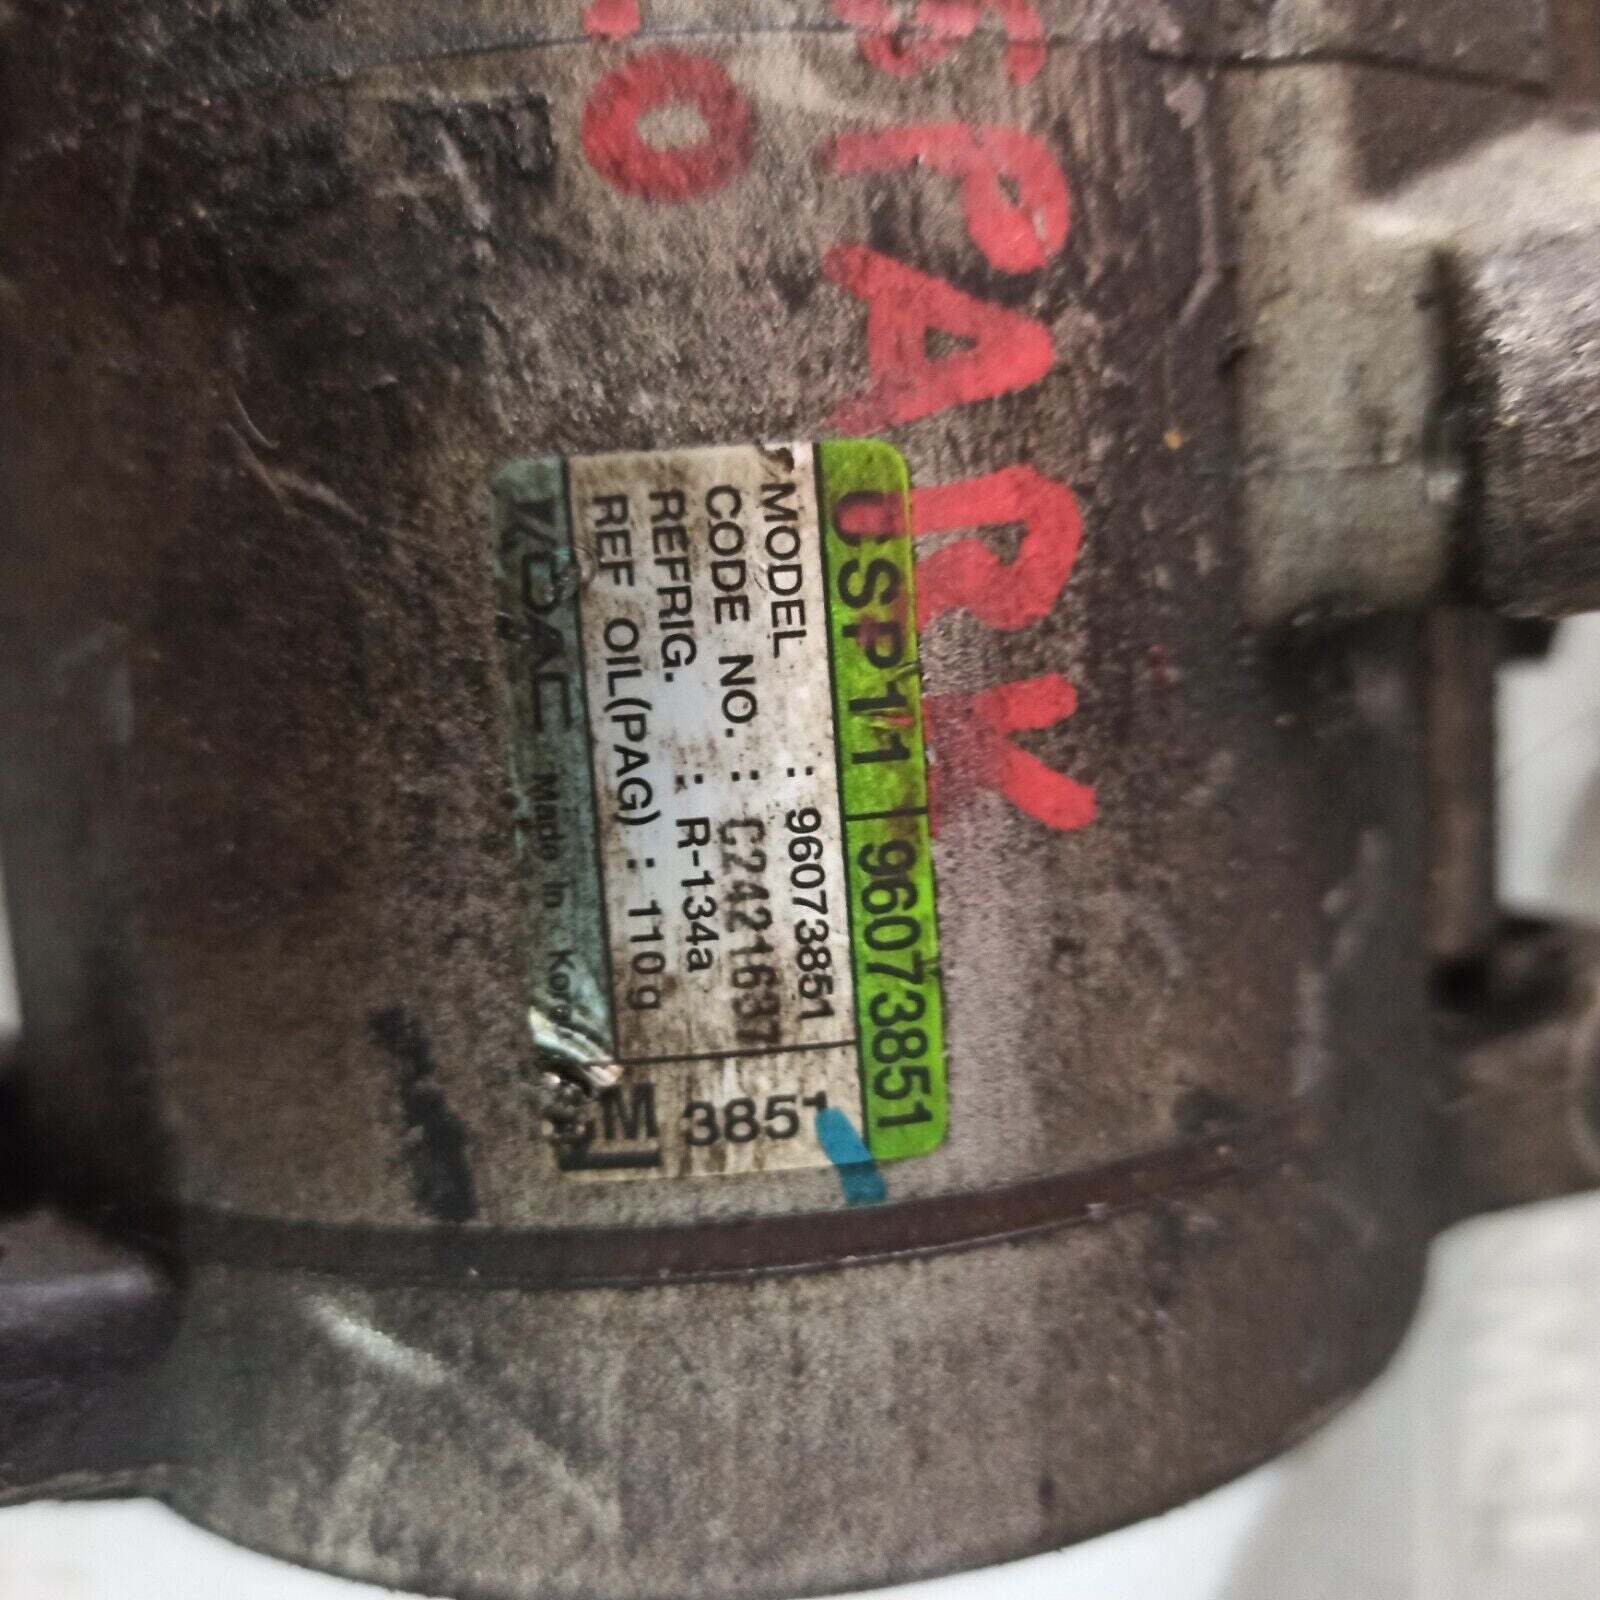 SPARK
.0
USP11 96073851
MODEL : 96073851
CODE NO. : C2421637
REFRIG. : R-134a
REF OIL(PAG) : 110g
GM 3851
Made In Korea